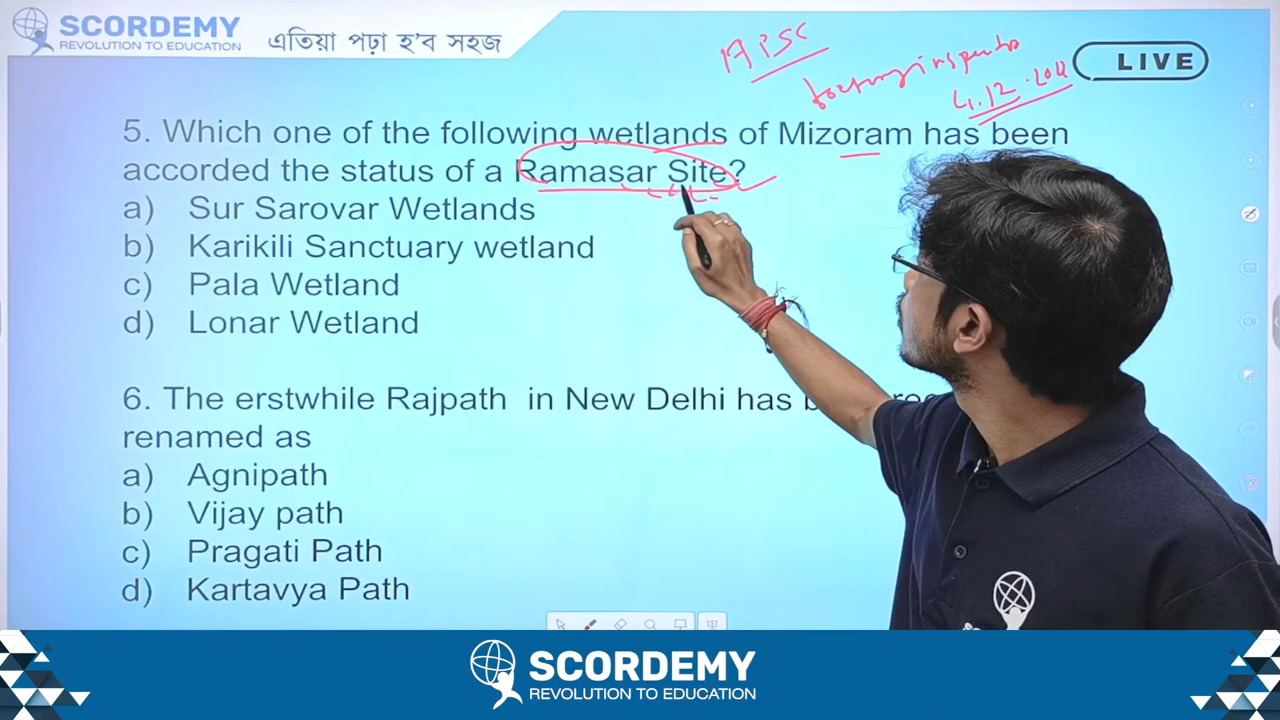 SCORDEMY
REVOLUTION TO EDUCATION
এতিয়া পঢ়া হ'ব সহজ
LIVE
5. Which one of the following wetlands of Mizoram has been
accorded the status of a Ramasar Site?
a) Sur Sarovar Wetlands
b) Karikili Sanctuary wetland
c) Pala Wetland
d) Lonar Wetland
6. The erstwhile Rajpath in New Delhi has
renamed as
a) Agnipath
b) Vijay path
c) Pragati Path
d) Kartavya Path
SCORDEMY
REVOLUTION TO EDUCATION